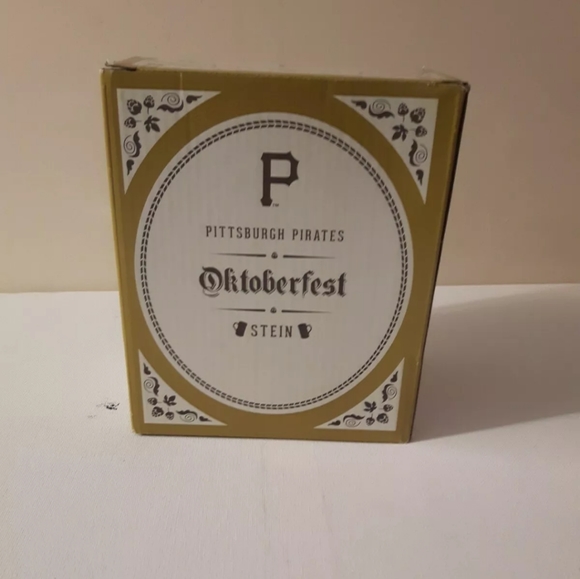 P
PITTSBURGH PIRATES
Oktoberfest
STEIN